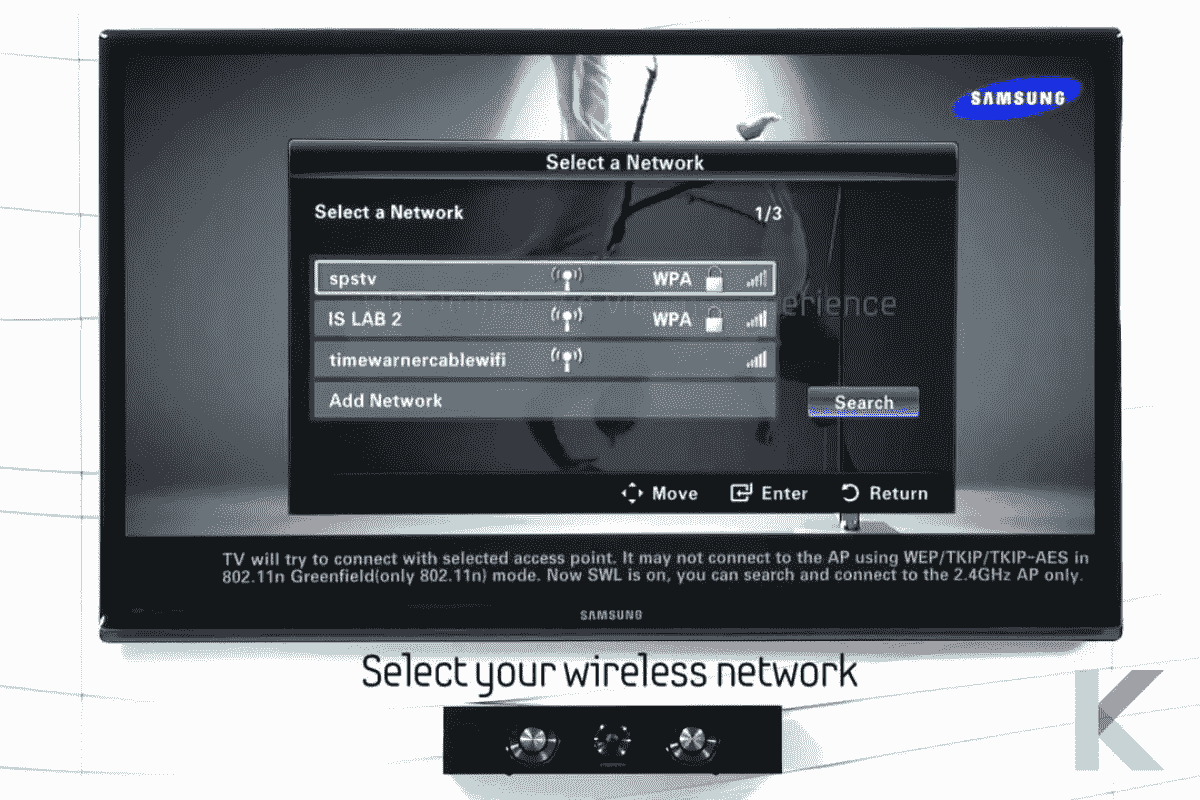 SAMSUNG
Select a Network
Select a Network 1/3
spstv WPA
erience
IS LAB 2 WPA
timewarnercablewifi
Add Network
Search
Move Enter Return
TV will try to connect with selected access point. It may not connect to the AP using WEP/TKIP/TKIP-AES in
802.11n Greenfield(only 802.11n) mode. Now SWL is on, you can search and connect to the 2.4GHz AP only.
SAMSUNG
Select your wireless network
K